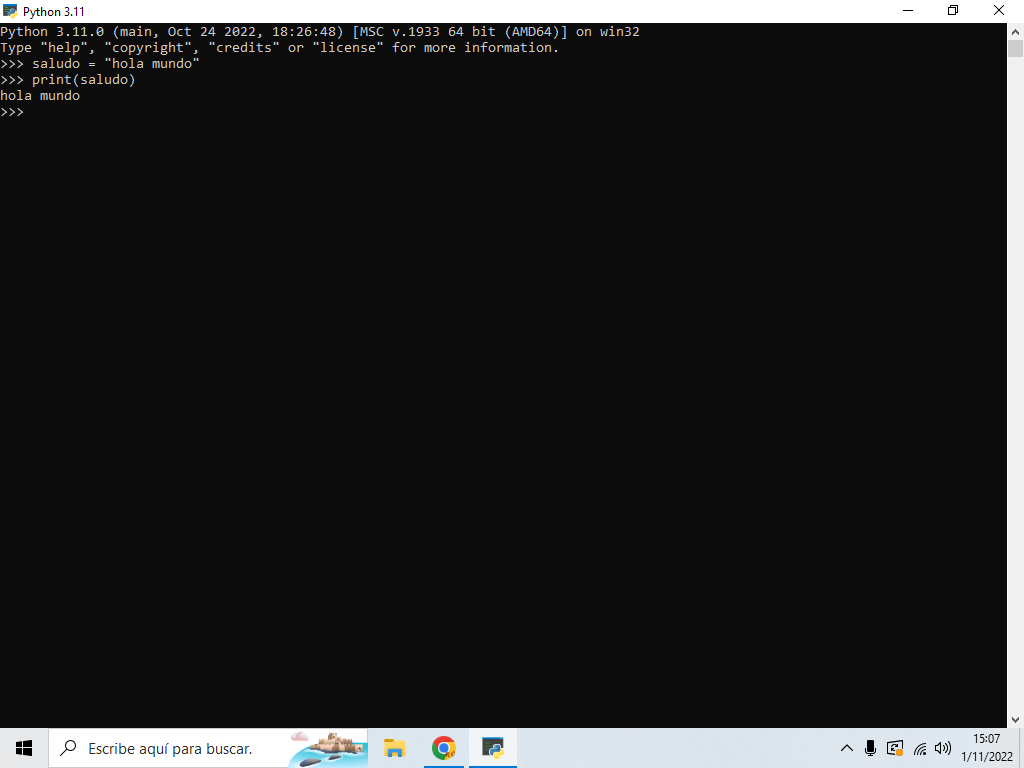 Python 3.11
Python 3.11.0 (main, Oct 24 2022, 18:26:48) [MSC v.1933 64 bit (AMD64)] on win32
Type "help", "copyright", "credits" or "license" for more information.
>>> saludo = "hola mundo"
>>> print(saludo)
hola mundo
>>>
Escribe aquí para buscar.
15:07
1/11/2022